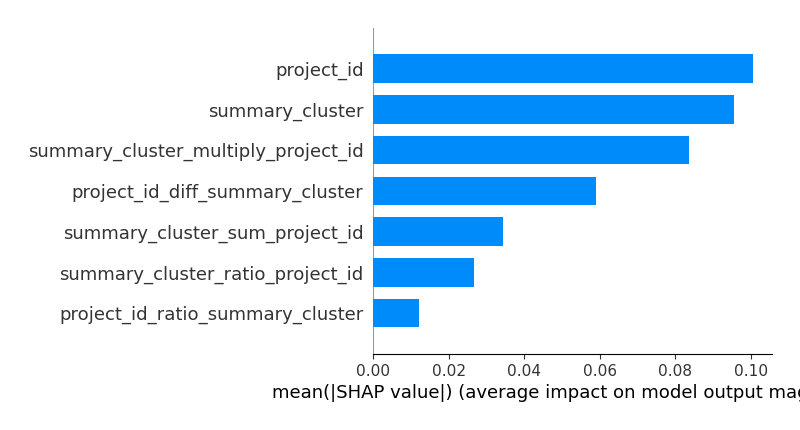 project_id
summary_cluster
summary_cluster_multiply_project_id
project_id_diff_summary_cluster
summary_cluster_sum_project_id
summary_cluster_ratio_project_id
project_id_ratio_summary_cluster
0.00 0.02 0.04 0.06 0.08 0.10
mean(|SHAP value|) (average impact on model output mag